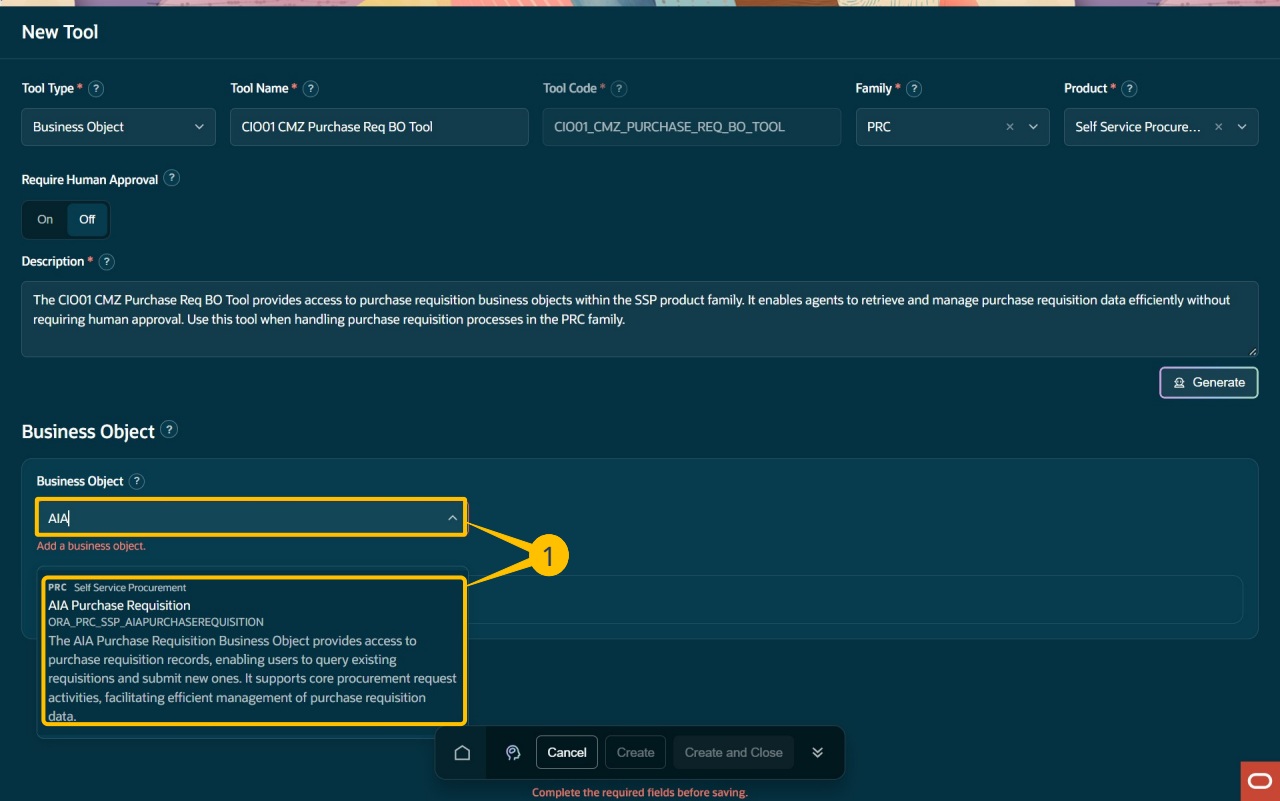 New Tool
Tool Type * ?
Tool Name * ?
Tool Code * ?
Family * ?
Product * ?
Business Object
CIO01 CMZ Purchase Req BO Tool
CIO01_CMZ_PURCHASE_REQ_BO_TOOL
PRC ×
Self Service Procure... ×
Require Human Approval ?
On Off
Description * ?
The CIO01 CMZ Purchase Req BO Tool provides access to purchase requisition business objects within the SSP product family. It enables agents to retrieve and manage purchase requisition data efficiently without
requiring human approval. Use this tool when handling purchase requisition processes in the PRC family.
Generate
Business Object ?
Business Object ?
AIA
Add a business object.
1
PRC Self Service Procurement
AIA Purchase Requisition
ORA_PRC_SSP_AIAPURCHASEREQUISITION
The AIA Purchase Requisition Business Object provides access to
purchase requisition records, enabling users to query existing
requisitions and submit new ones. It supports core procurement request
activities, facilitating efficient management of purchase requisition
data.
Cancel
Create
Create and Close
Complete the required fields before saving.